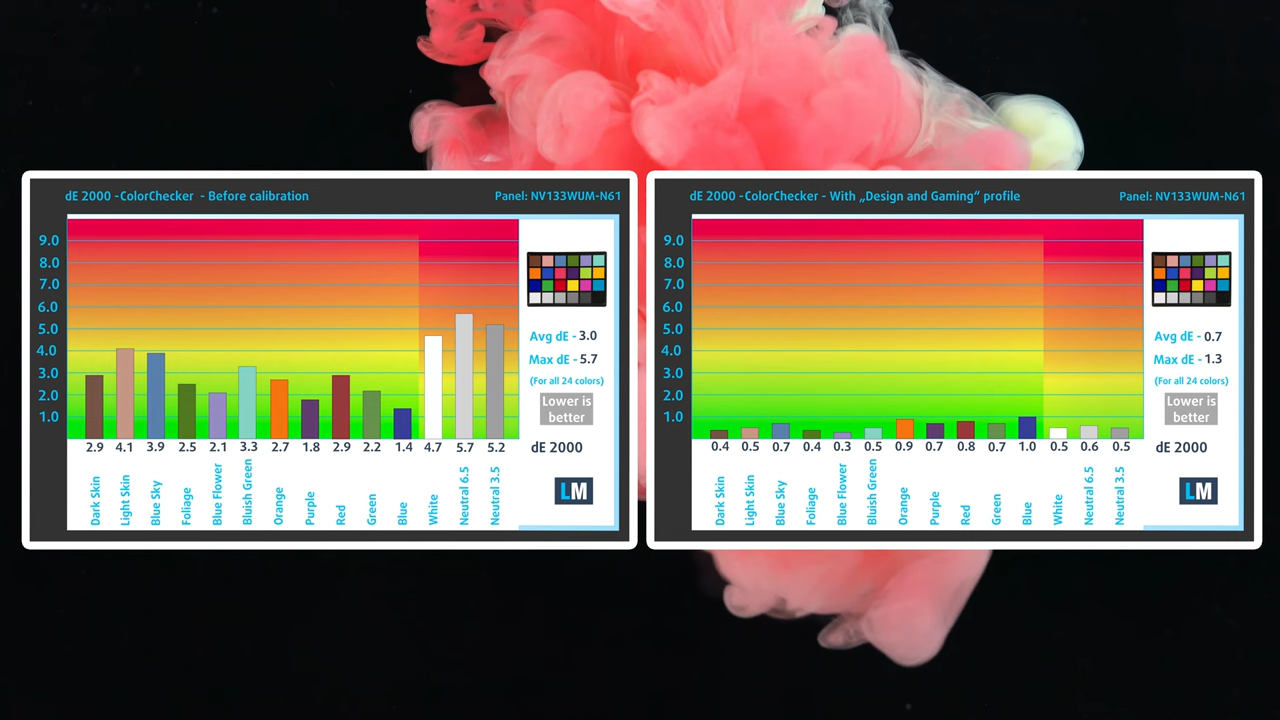 dE 2000 -ColorChecker - Before calibration
Panel: NV133WUM-N61
9.0
8.0
7.0
6.0
5.0
4.0
3.0
2.0
1.0
Avg dE - 3.0
Max dE - 5.7
(For all 24 colors)
Lower is
better
2.9 4.1 3.9 2.5 2.1 3.3 2.7 1.8 2.9 2.2 1.4 4.7 5.7 5.2
dE 2000
Dark Skin
Light Skin
Blue Sky
Foliage
Blue Flower
Bluish Green
Orange
Purple
Red
Green
Blue
White
Neutral 6.5
Neutral 3.5
LM
dE 2000 -ColorChecker - With „Design and Gaming“ profile
Panel: NV133WUM-N61
9.0
8.0
7.0
6.0
5.0
4.0
3.0
2.0
1.0
Avg dE - 0.7
Max dE - 1.3
(For all 24 colors)
Lower is
better
0.4 0.5 0.7 0.4 0.3 0.5 0.9 0.7 0.8 0.7 1.0 0.5 0.6 0.5
dE 2000
Dark Skin
Light Skin
Blue Sky
Foliage
Blue Flower
Bluish Green
Orange
Purple
Red
Green
Blue
White
Neutral 6.5
Neutral 3.5
LM